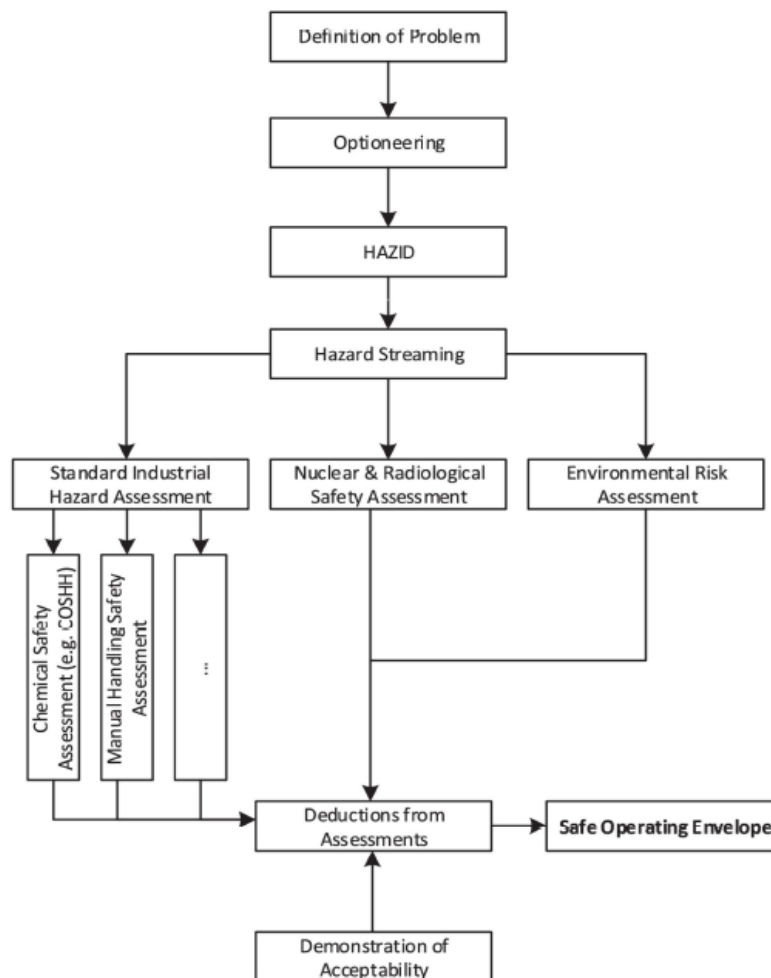 Definition of Problem
Optioneering
HAZID
Hazard Streaming
Standard Industrial
Hazard Assessment
Nuclear & Radiological
Safety Assessment
Environmental Risk
Assessment
Chemical Safety
Assessment (e.g. COSHH)
Manual Handling Safety
Assessment
...
Deductions from
Assessments
Safe Operating Envelope
Demonstration of
Acceptability